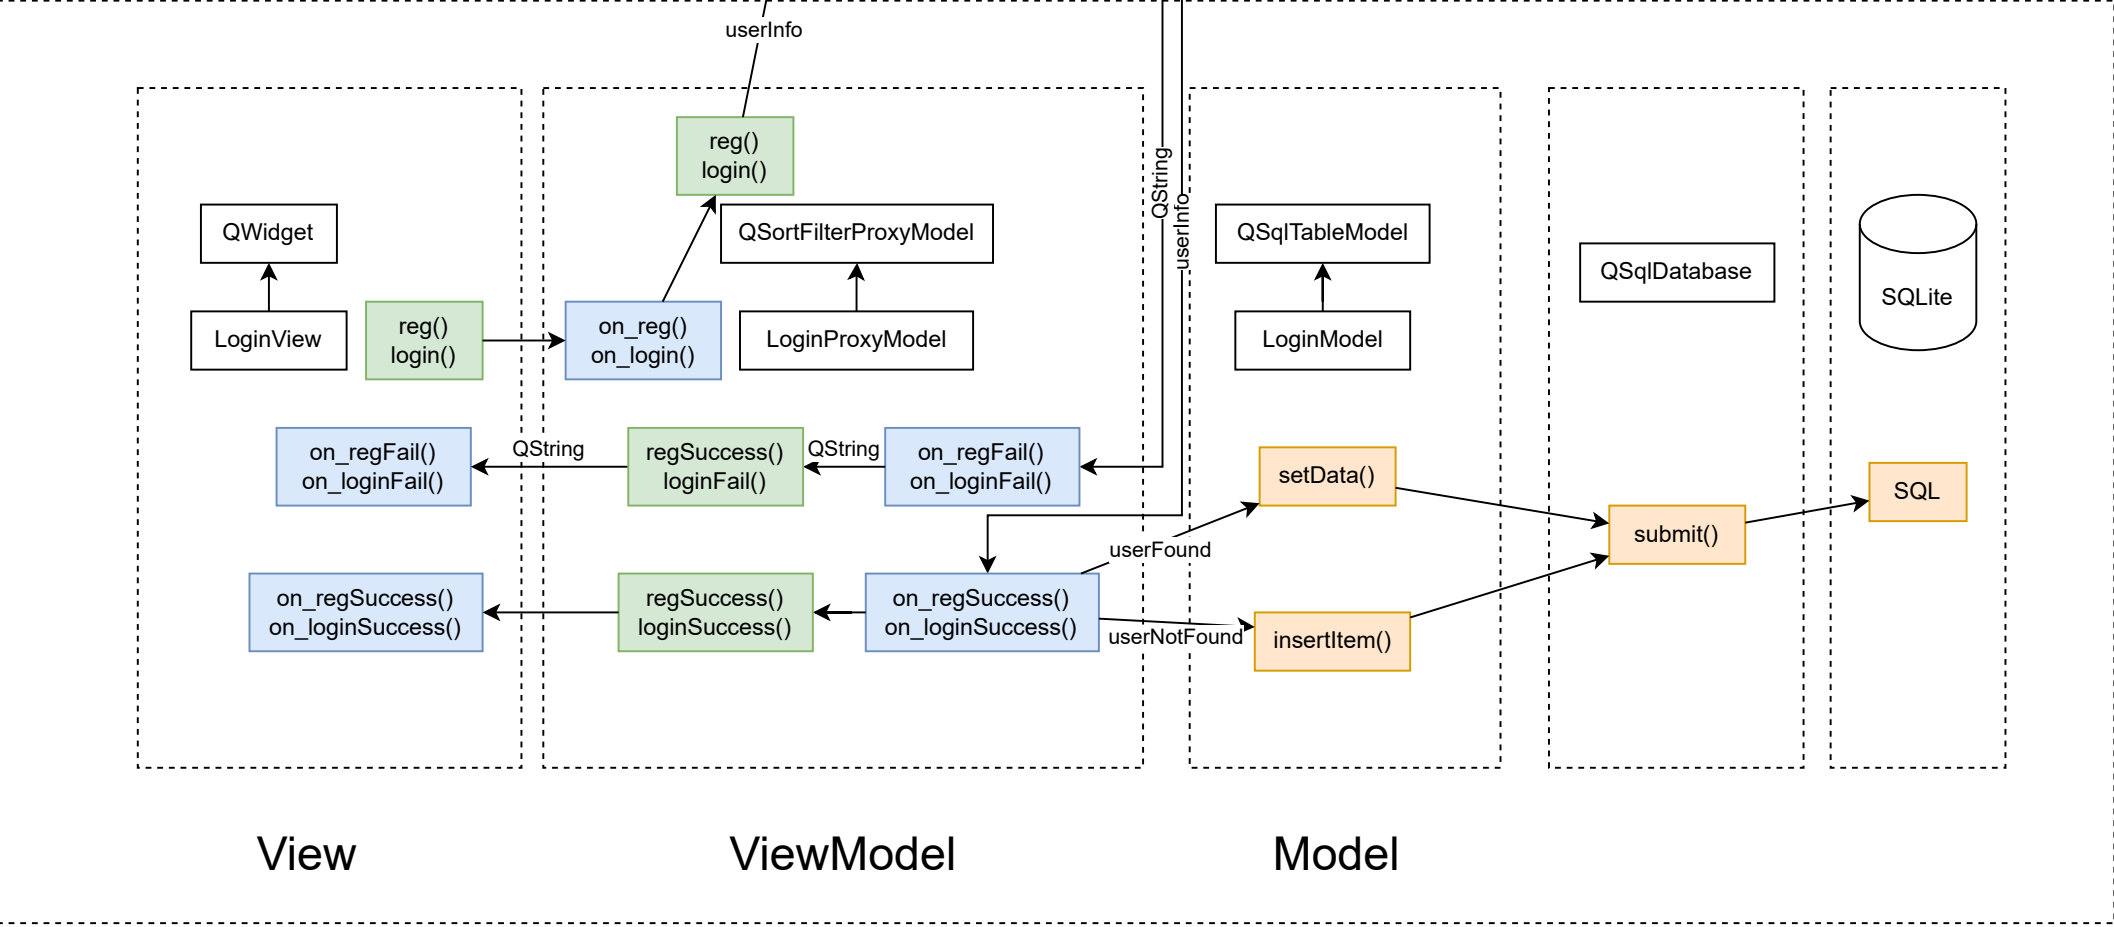 userInfo
reg()
login()
QString
userInfo
QWidget
QSortFilterProxyModel
QSqlTableModel
QSqlDatabase
SQLite
LoginView
reg()
login()
on_reg()
on_login()
LoginProxyModel
LoginModel
on_regFail()
on_loginFail()
QString
regSuccess()
loginFail()
QString
on_regFail()
on_loginFail()
setData()
SQL
submit()
userFound
on_regSuccess()
on_loginSuccess()
regSuccess()
loginSuccess()
on_regSuccess()
on_loginSuccess()
userNotFound
insertItem()
View
ViewModel
Model